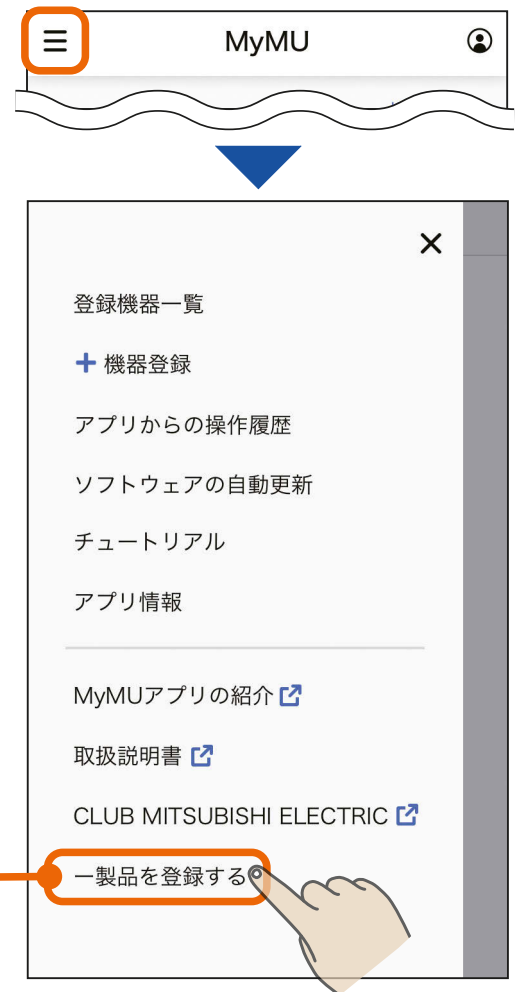 MyMU
登録機器一覧
+ 機器登録
アプリからの操作履歴
ソフトウェアの自動更新
チュートリアル
アプリ情報
MyMUアプリの紹介
取扱説明書
CLUB MITSUBISHI ELECTRIC
ー製品を登録する